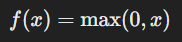 f(x) = max(0, x)